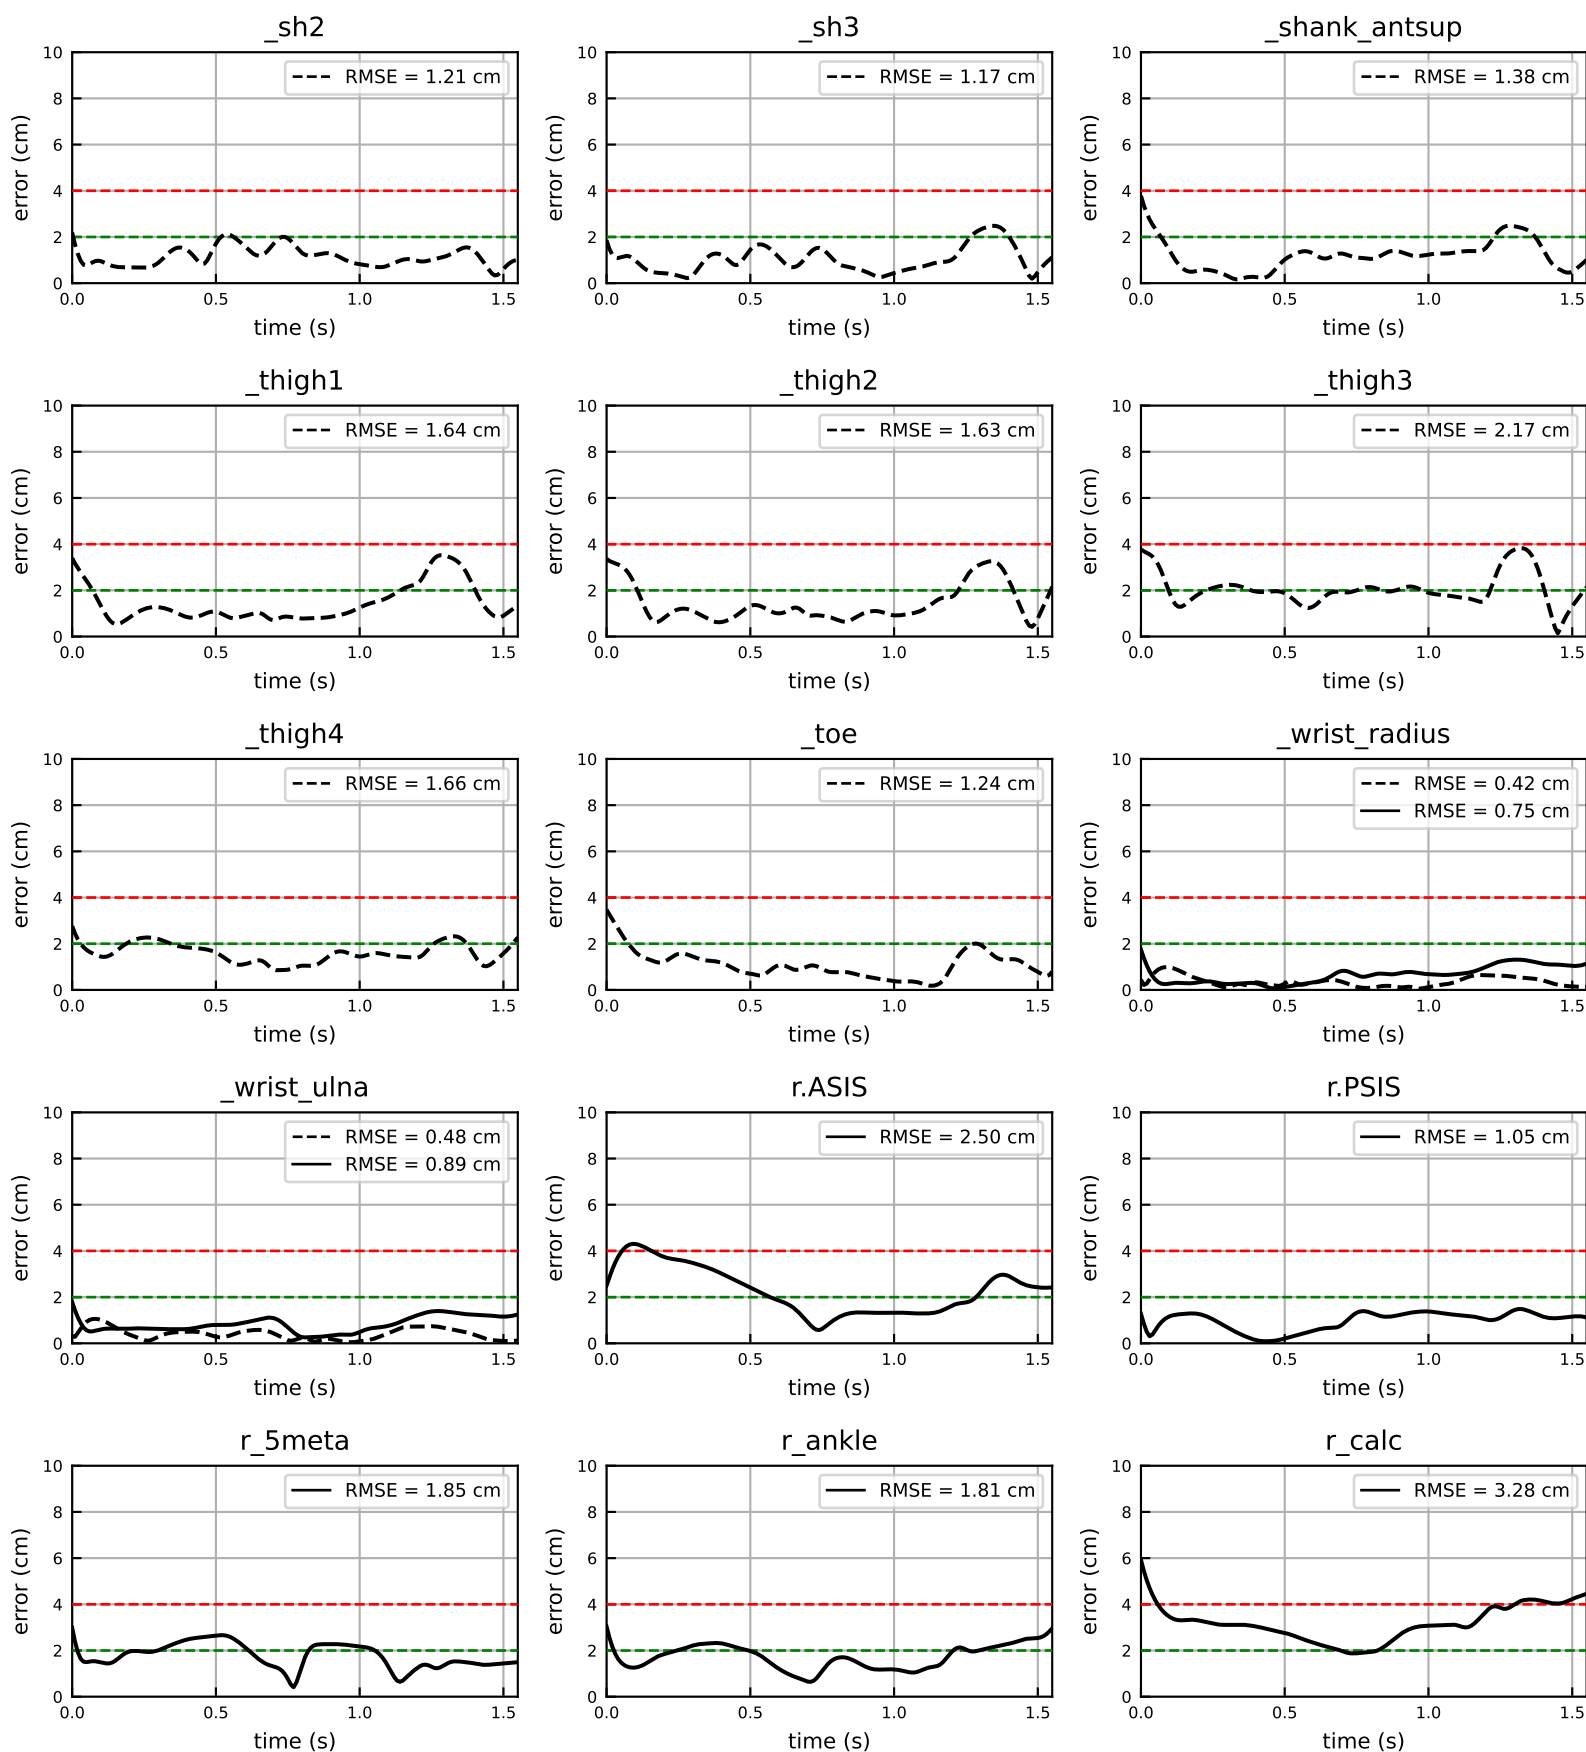 _sh2
_sh3
_shank_antsup
10
8
6
4
2
0
error (cm)
RMSE = 1.21 cm
0.0 0.5 1.0 1.5
time (s)
10
8
6
4
2
0
error (cm)
RMSE = 1.17 cm
0.0 0.5 1.0 1.5
time (s)
10
8
6
4
2
0
error (cm)
RMSE = 1.38 cm
0.0 0.5 1.0 1.5
time (s)
_thigh1
_thigh2
_thigh3
10
8
6
4
2
0
error (cm)
RMSE = 1.64 cm
0.0 0.5 1.0 1.5
time (s)
10
8
6
4
2
0
error (cm)
RMSE = 1.63 cm
0.0 0.5 1.0 1.5
time (s)
10
8
6
4
2
0
error (cm)
RMSE = 2.17 cm
0.0 0.5 1.0 1.5
time (s)
_thigh4
_toe
_wrist_radius
10
8
6
4
2
0
error (cm)
RMSE = 1.66 cm
0.0 0.5 1.0 1.5
time (s)
10
8
6
4
2
0
error (cm)
RMSE = 1.24 cm
0.0 0.5 1.0 1.5
time (s)
10
8
6
4
2
0
error (cm)
RMSE = 0.42 cm
RMSE = 0.75 cm
0.0 0.5 1.0 1.5
time (s)
_wrist_ulna
r.ASIS
r.PSIS
10
8
6
4
2
0
error (cm)
RMSE = 0.48 cm
RMSE = 0.89 cm
0.0 0.5 1.0 1.5
time (s)
10
8
6
4
2
0
error (cm)
RMSE = 2.50 cm
0.0 0.5 1.0 1.5
time (s)
10
8
6
4
2
0
error (cm)
RMSE = 1.05 cm
0.0 0.5 1.0 1.5
time (s)
r_5meta
r_ankle
r_calc
10
8
6
4
2
0
error (cm)
RMSE = 1.85 cm
0.0 0.5 1.0 1.5
time (s)
10
8
6
4
2
0
error (cm)
RMSE = 1.81 cm
0.0 0.5 1.0 1.5
time (s)
10
8
6
4
2
0
error (cm)
RMSE = 3.28 cm
0.0 0.5 1.0 1.5
time (s)